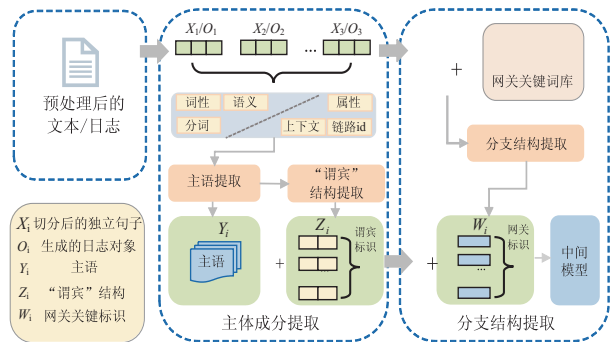 预处理后的
文本/日志
X₁/O₁ X₂/O₂ ... X₃/O₃
词性 语义 属性
分词 上下文 链路id
主语提取
“谓宾”
结构提取
Yᵢ
主语
+
Zᵢ
谓宾
标识
...
主体成分提取
+
网关关键词库
分支结构提取
+
Wᵢ
网关
标识
...
中间
模型
分支结构提取
Xᵢ 切分后的独立句子
Oᵢ 生成的日志对象
Yᵢ 主语
Zᵢ “谓宾”结构
Wᵢ 网关关键标识